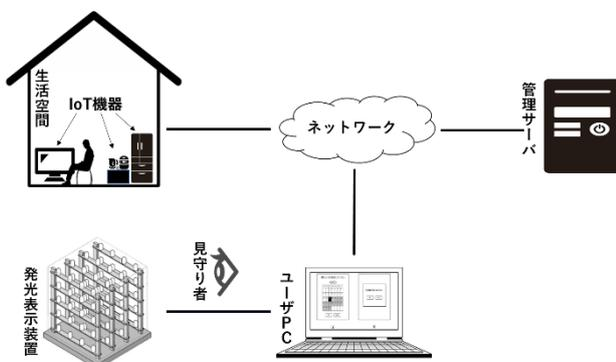 生活空間
IoT機器
ネットワーク
管理サーバ
発光表示装置
見守り者
ユーザPC